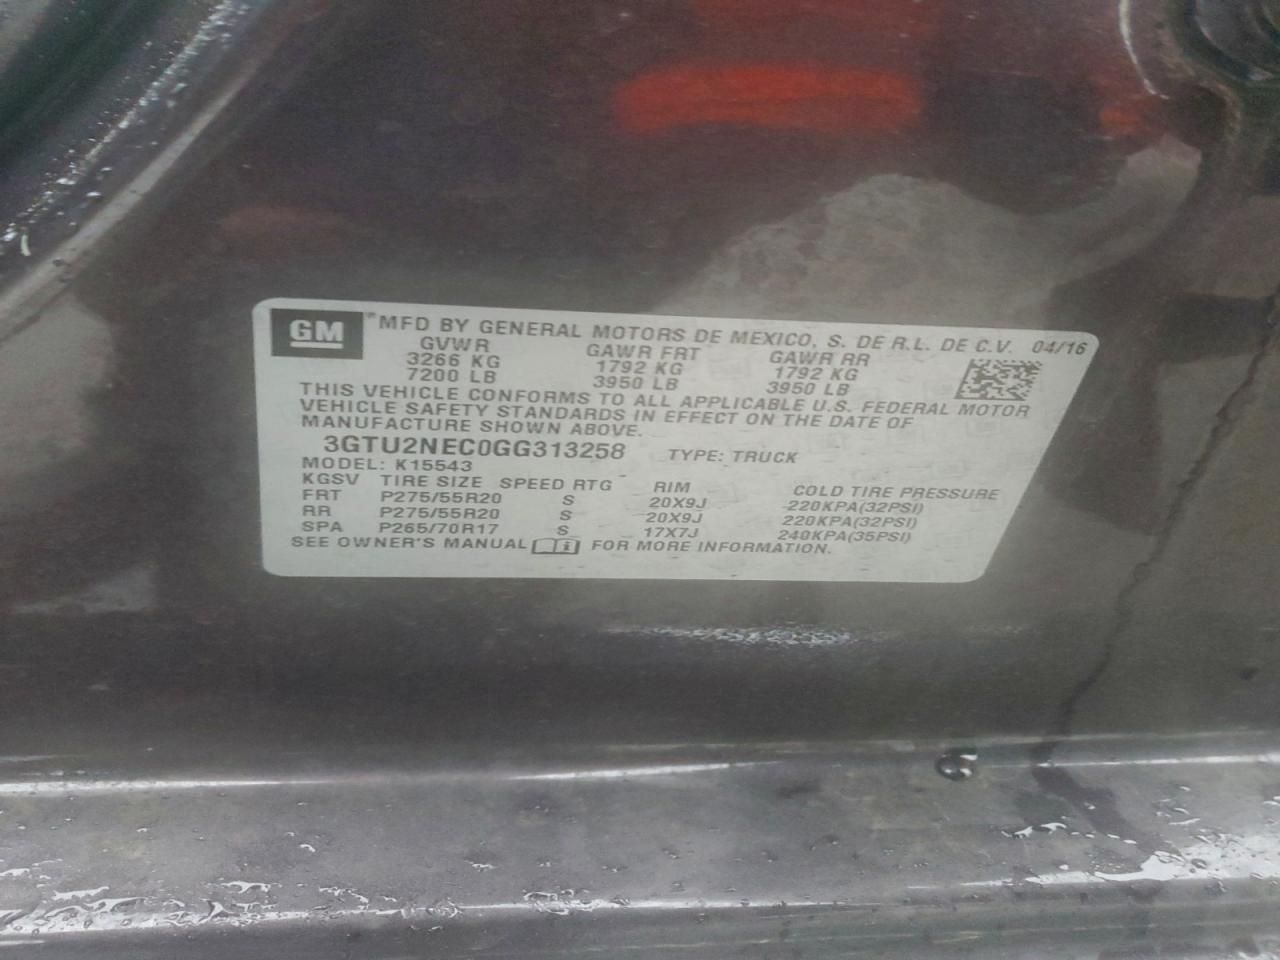 GM ® MFD BY GENERAL MOTORS DE MEXICO, S. DE R.L. DE C.V. 04/16
GVWR GAWR FRT GAWR RR
3266 KG 1792 KG 1792 KG
7200 LB 3950 LB 3950 LB
THIS VEHICLE CONFORMS TO ALL APPLICABLE U.S. FEDERAL MOTOR
VEHICLE SAFETY STANDARDS IN EFFECT ON THE DATE OF
MANUFACTURE SHOWN ABOVE.
3GTU2NEC0GG313258 TYPE: TRUCK
MODEL: K15543
KGSV TIRE SIZE SPEED RTG RIM COLD TIRE PRESSURE
FRT P275/55R20 S 20X9J 220KPA(32PSI)
RR P275/55R20 S 20X9J 220KPA(32PSI)
SPA P265/70R17 S 17X7J 240KPA(35PSI)
SEE OWNER'S MANUAL i FOR MORE INFORMATION.